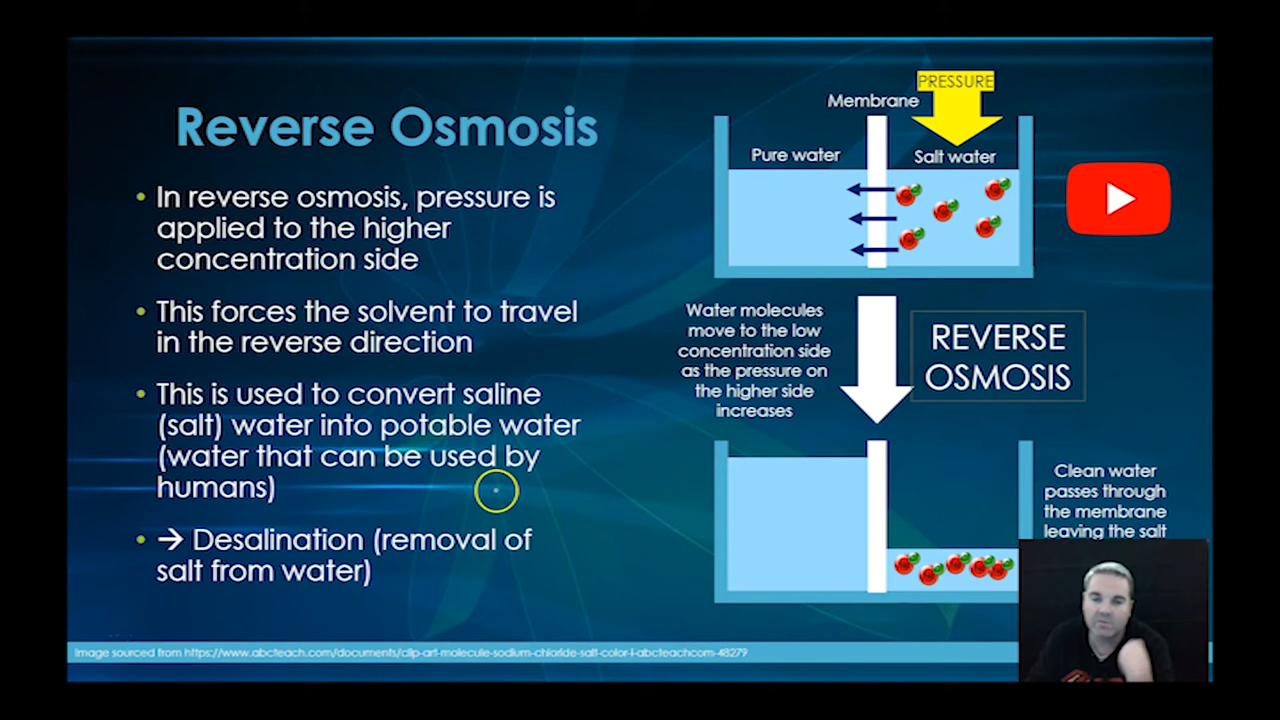 Reverse Osmosis
• In reverse osmosis, pressure is
applied to the higher
concentration side
• This forces the solvent to travel
in the reverse direction
• This is used to convert saline
(salt) water into potable water
(water that can be used by
humans)
• → Desalination (removal of
salt from water)
PRESSURE
Membrane
Pure water
Salt water
Water molecules
move to the low
concentration side
as the pressure on
the higher side
increases
REVERSE
OSMOSIS
Clean water
passes through
the membrane
leaving the salt
Image sourced from https://www.abcteach.com/documents/clip-art-molecule-sodium-chloride-salt-color-i-abcteachcom-48279